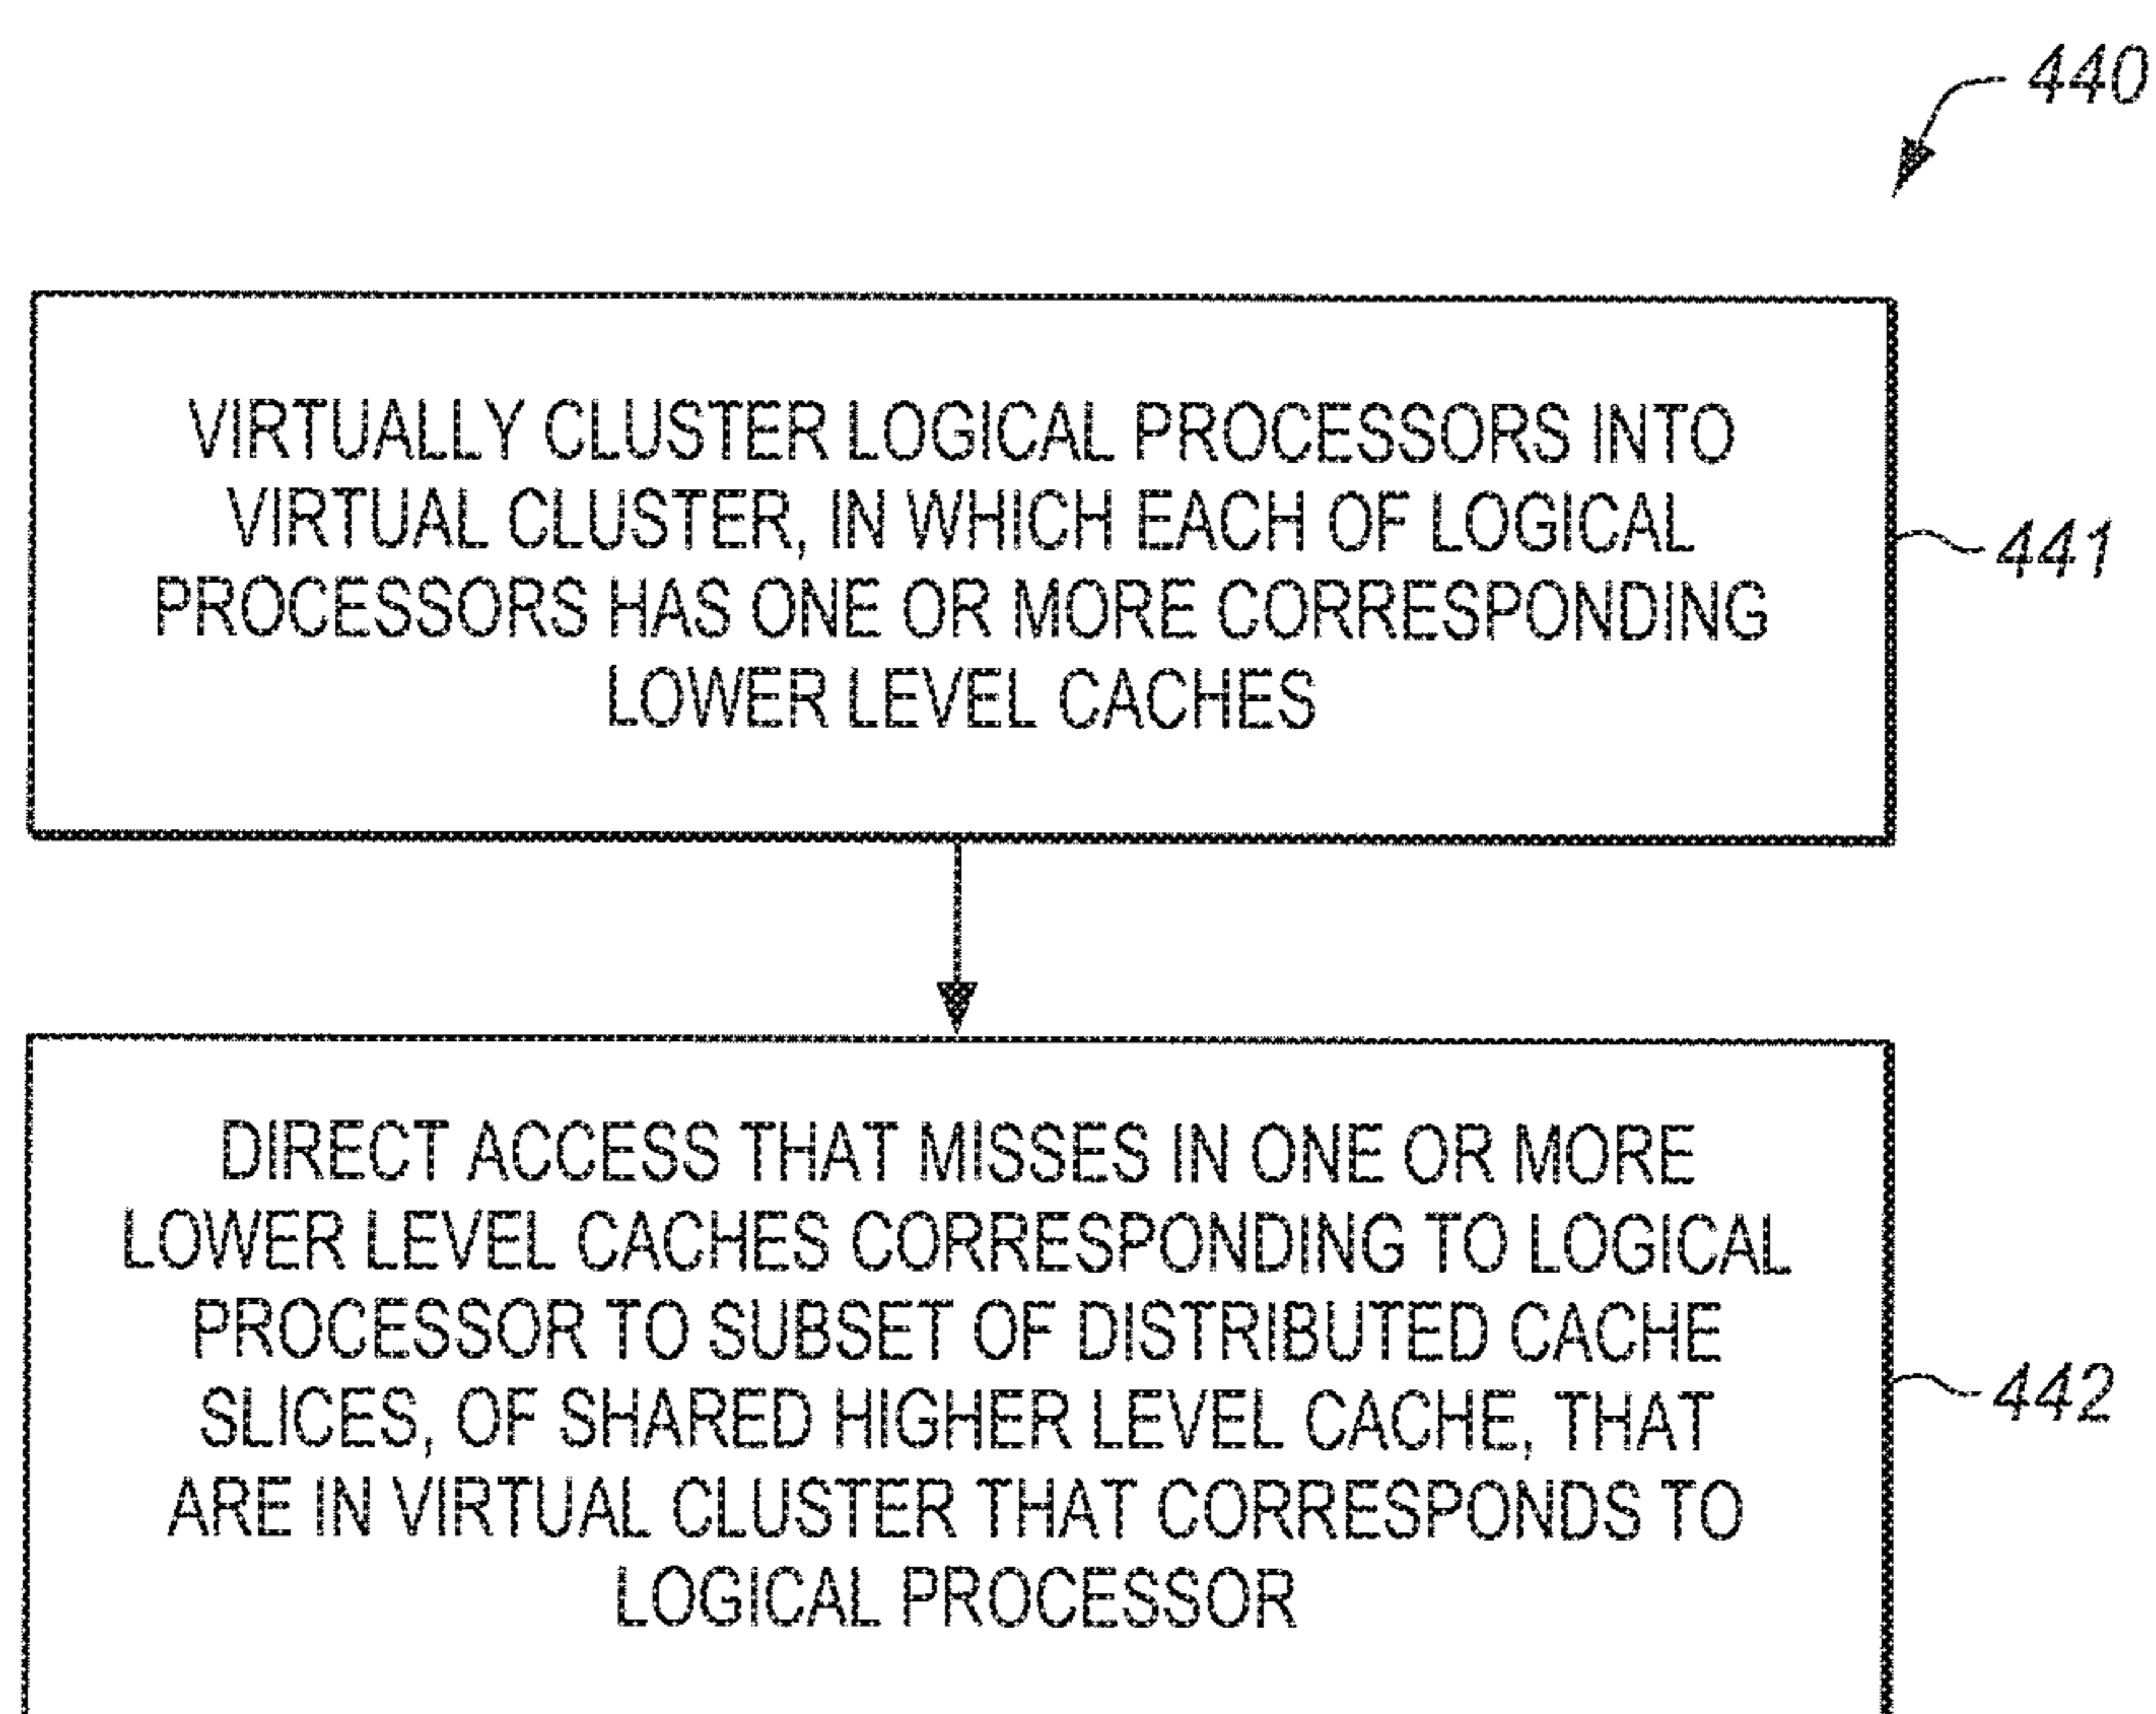 440
VIRTUALLY CLUSTER LOGICAL PROCESSORS INTO
VIRTUAL CLUSTER, IN WHICH EACH OF LOGICAL
PROCESSORS HAS ONE OR MORE CORRESPONDING
LOWER LEVEL CACHES
441
DIRECT ACCESS THAT MISSES IN ONE OR MORE
LOWER LEVEL CACHES CORRESPONDING TO LOGICAL
PROCESSOR TO SUBSET OF DISTRIBUTED CACHE
SLICES, OF SHARED HIGHER LEVEL CACHE, THAT
ARE IN VIRTUAL CLUSTER THAT CORRESPONDS TO
LOGICAL PROCESSOR
442